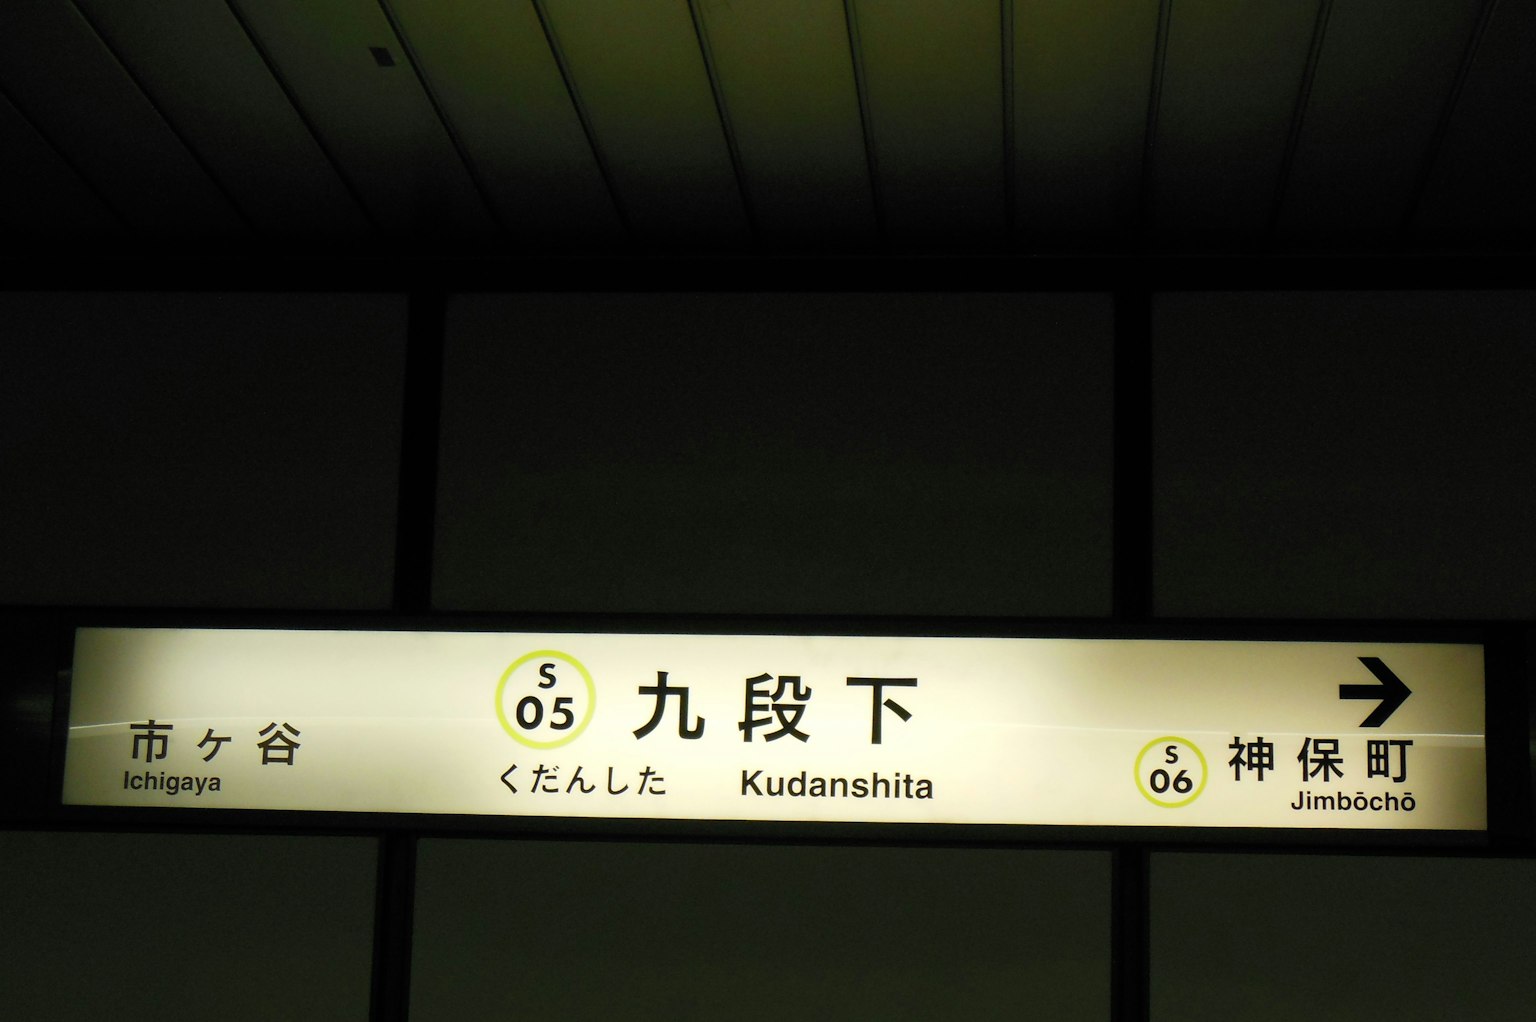 市ヶ谷
Ichigaya
S
05
九段下
くだんした Kudanshita
→
S
06
神保町
Jimbōchō